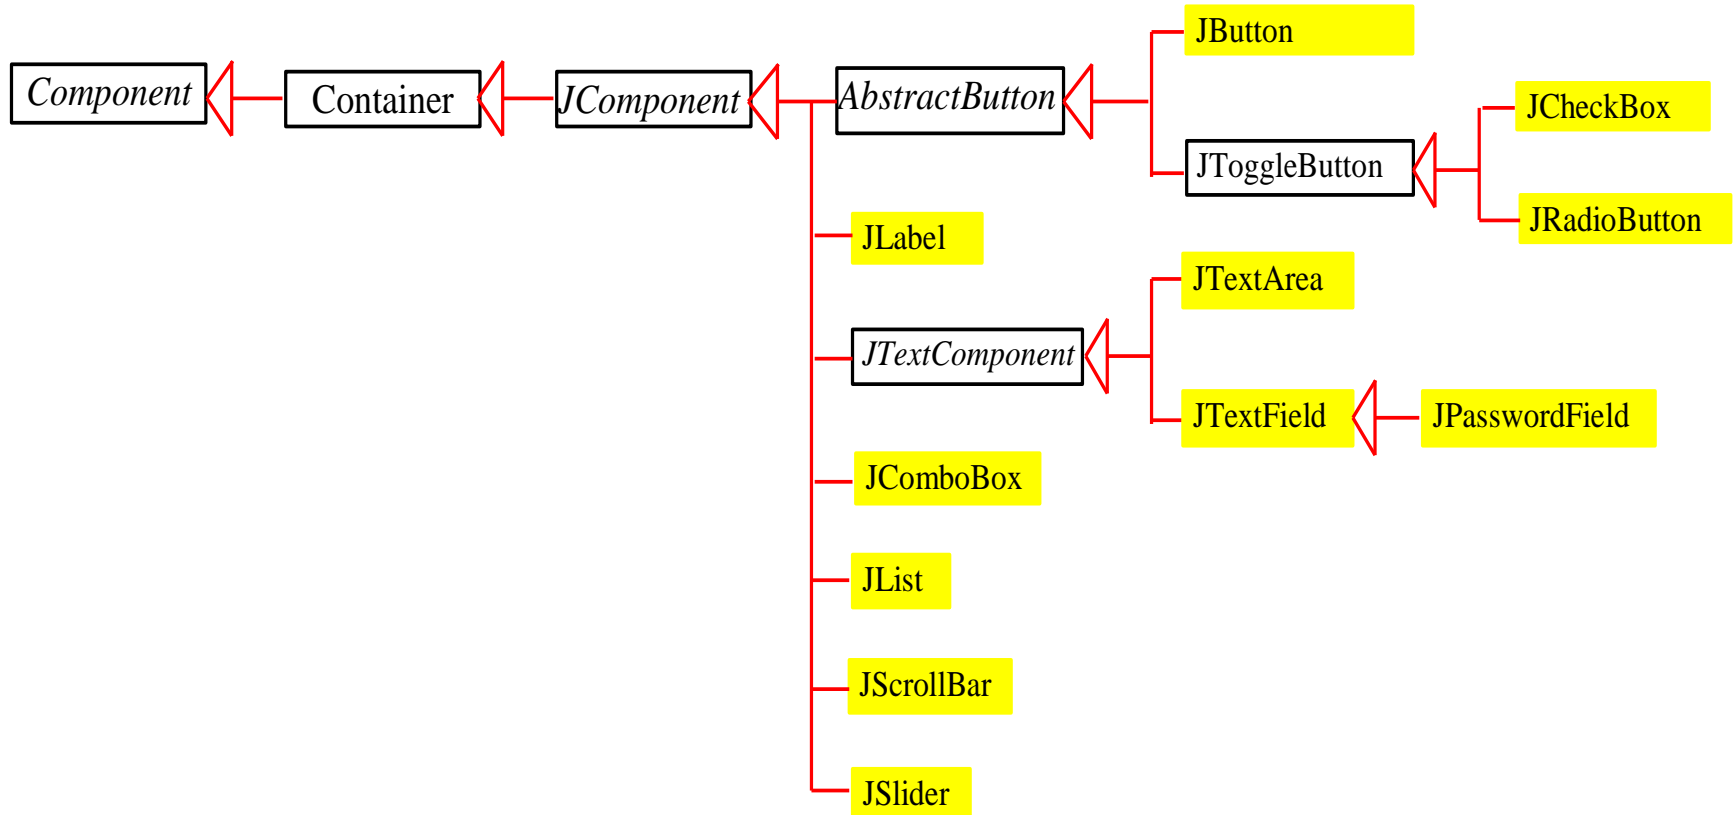 JButton
Component
Container
JComponent
AbstractButton
JCheckBox
JToggleButton
JRadioButton
JLabel
JTextArea
JTextComponent
JTextField
JPasswordField
JComboBox
JList
JScrollBar
JSlider